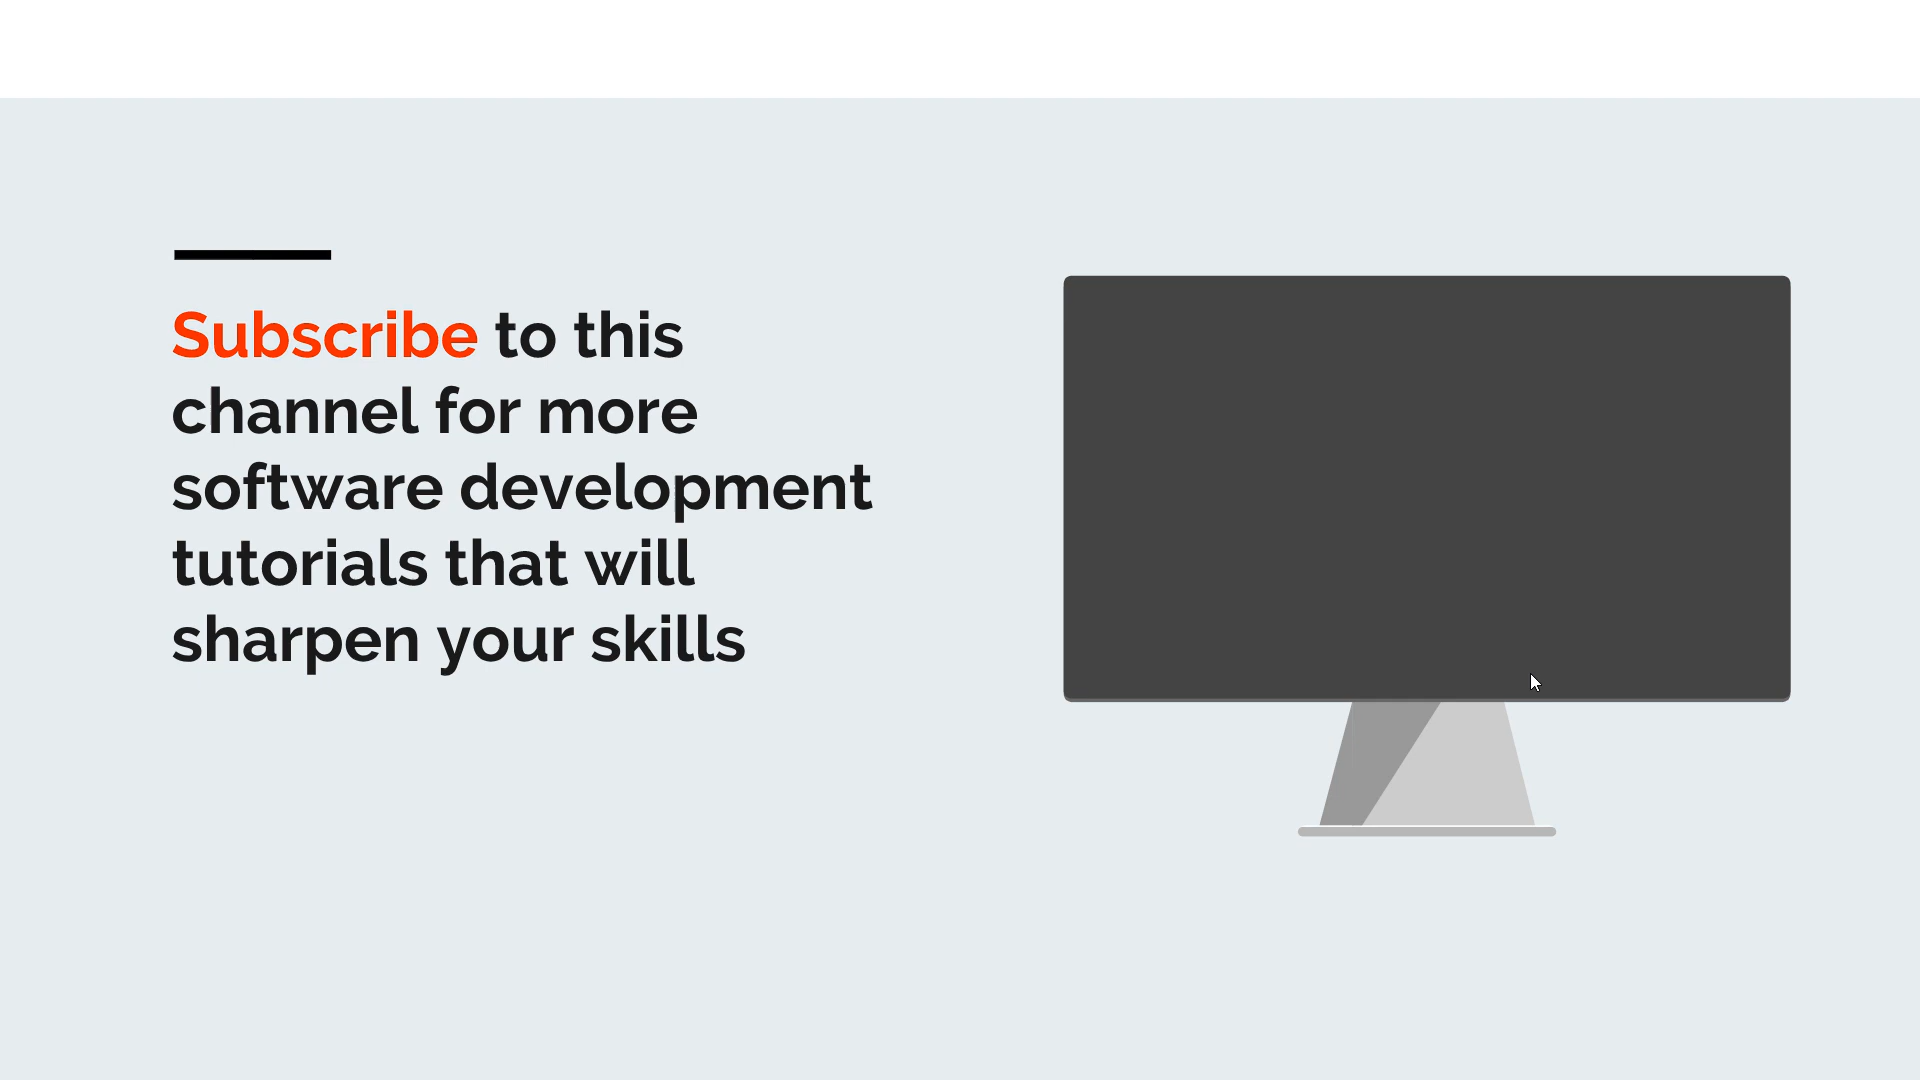 Subscribe to this
channel for more
software development
tutorials that will
sharpen your skills